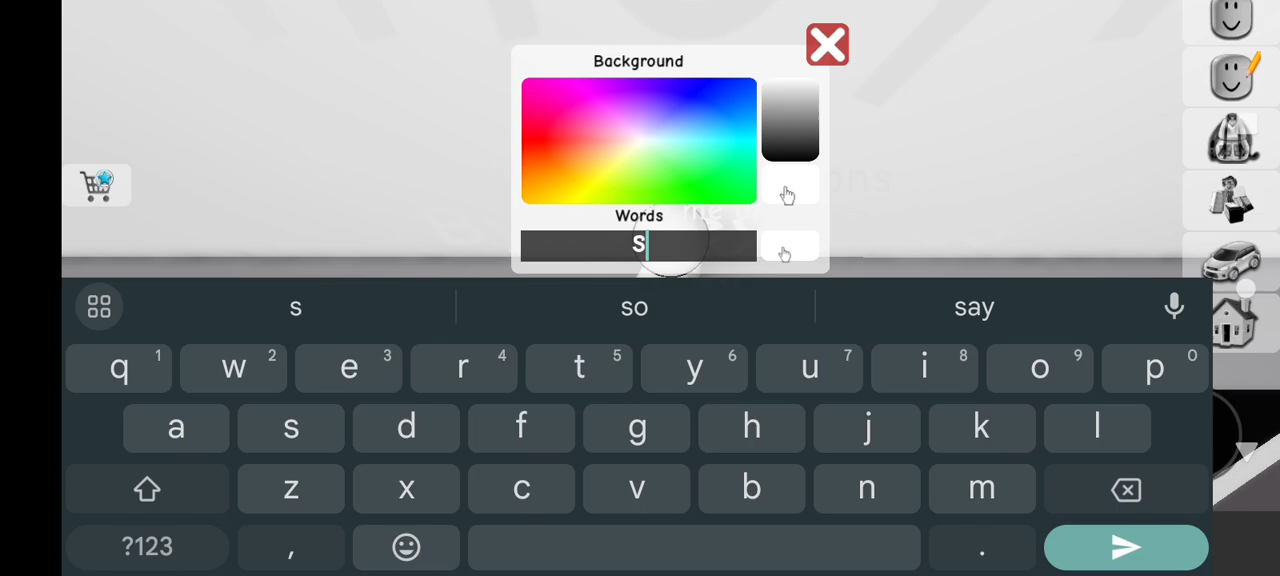 Background
Words
S
s so say
q 1 w 2 e 3 r 4 t 5 y 6 u 7 i 8 o 9 p 0
a s d f g h j k l
z x c v b n m
?123 , .